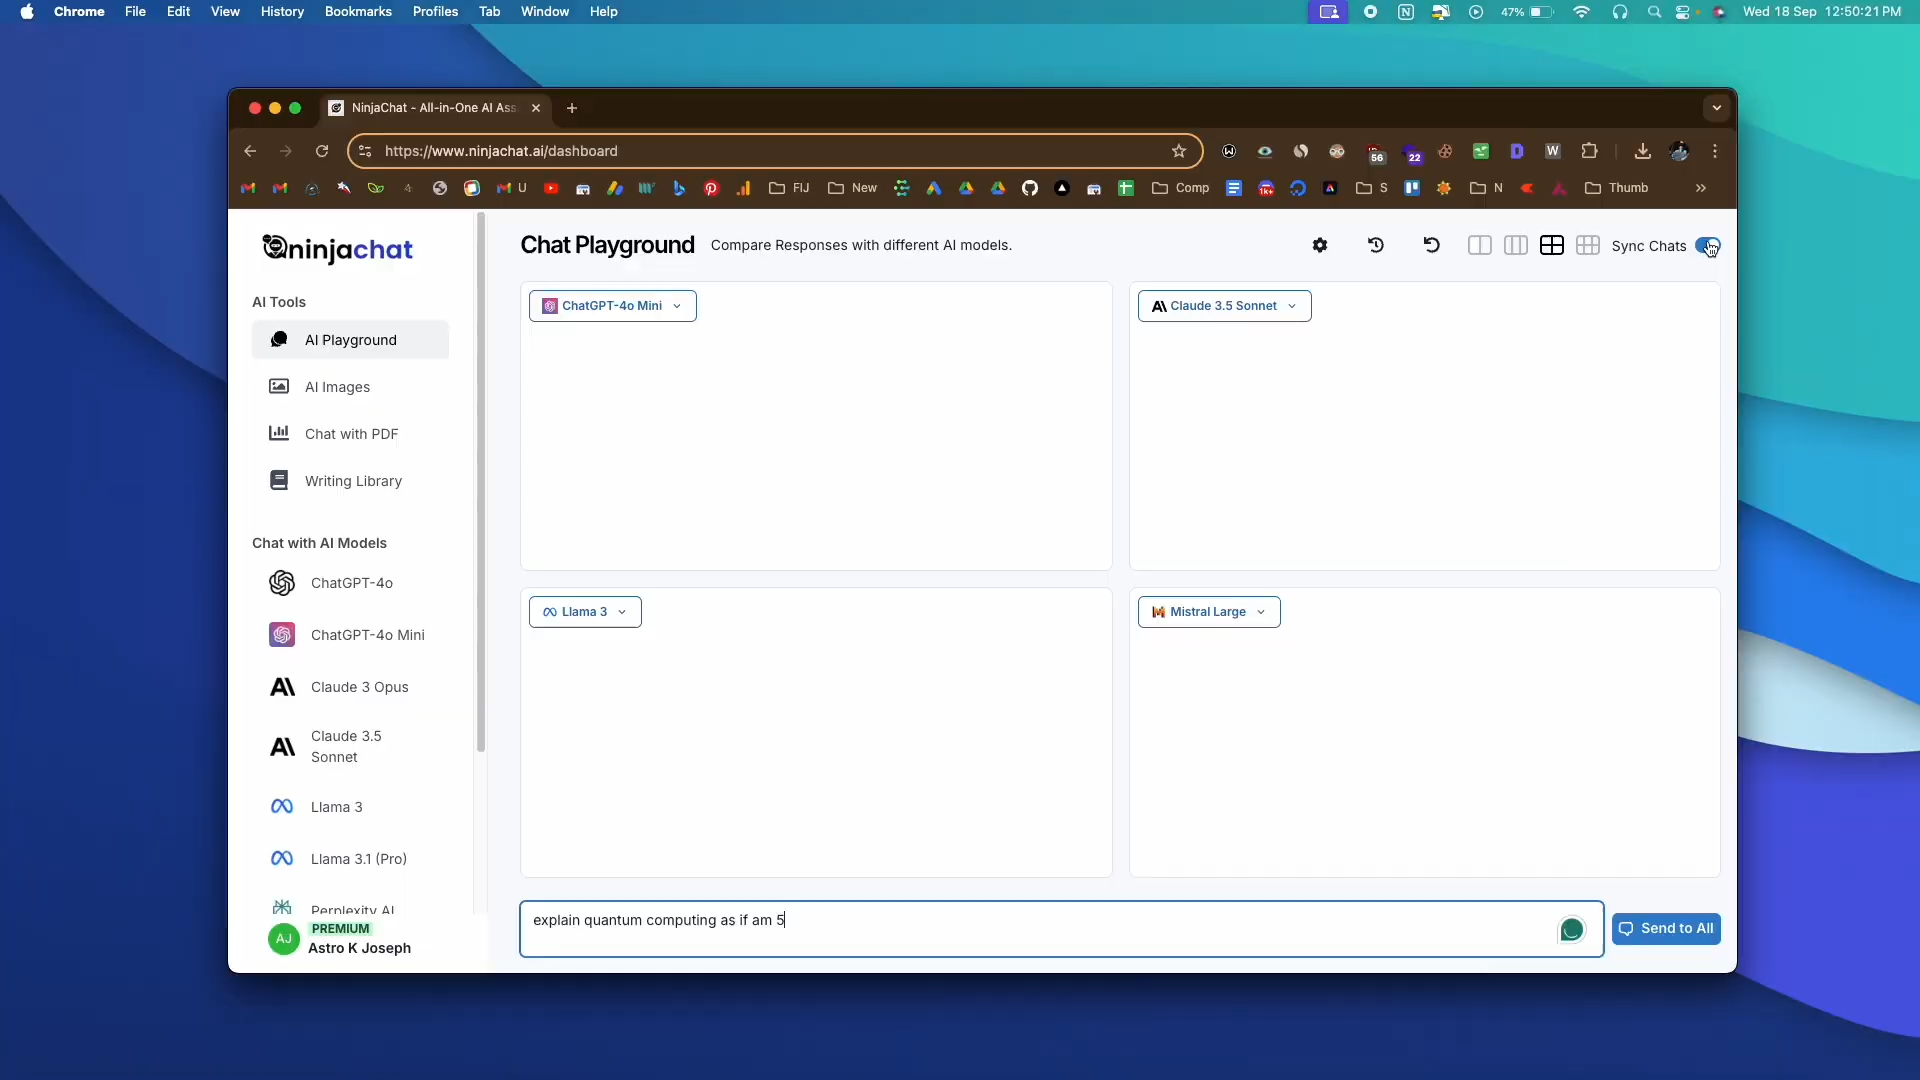 Chrome File Edit View History Bookmarks Profiles Tab Window Help
47% Wed 18 Sep 12:50:21 PM
NinjaChat - All-in-One AI Ass
https://www.ninjachat.ai/dashboard
56 22 D W
U FIJ New Comp 1k+ S N Thumb
ninjachat
AI Tools
AI Playground
AI Images
Chat with PDF
Writing Library
Chat with AI Models
ChatGPT-4o
ChatGPT-4o Mini
Claude 3 Opus
Claude 3.5
Sonnet
Llama 3
Llama 3.1 (Pro)
Perplexity AI
AJ
PREMIUM
Astro K Joseph
Chat Playground Compare Responses with different AI models.
Sync Chats
ChatGPT-4o Mini
Claude 3.5 Sonnet
Llama 3
Mistral Large
explain quantum computing as if am 5
Send to All